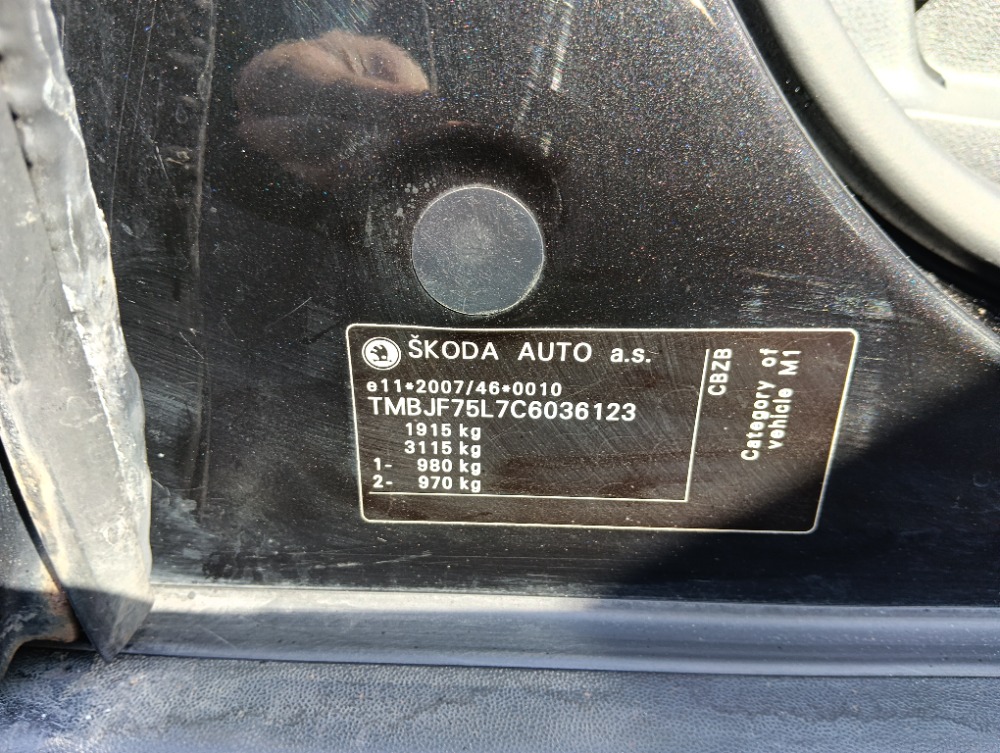 ŠKODA AUTO a.s.
e11*2007/46*0010
TMBJF75L7C6036123
1915 kg
3115 kg
1- 980 kg
2- 970 kg
CBZB
Category of
vehicle M1